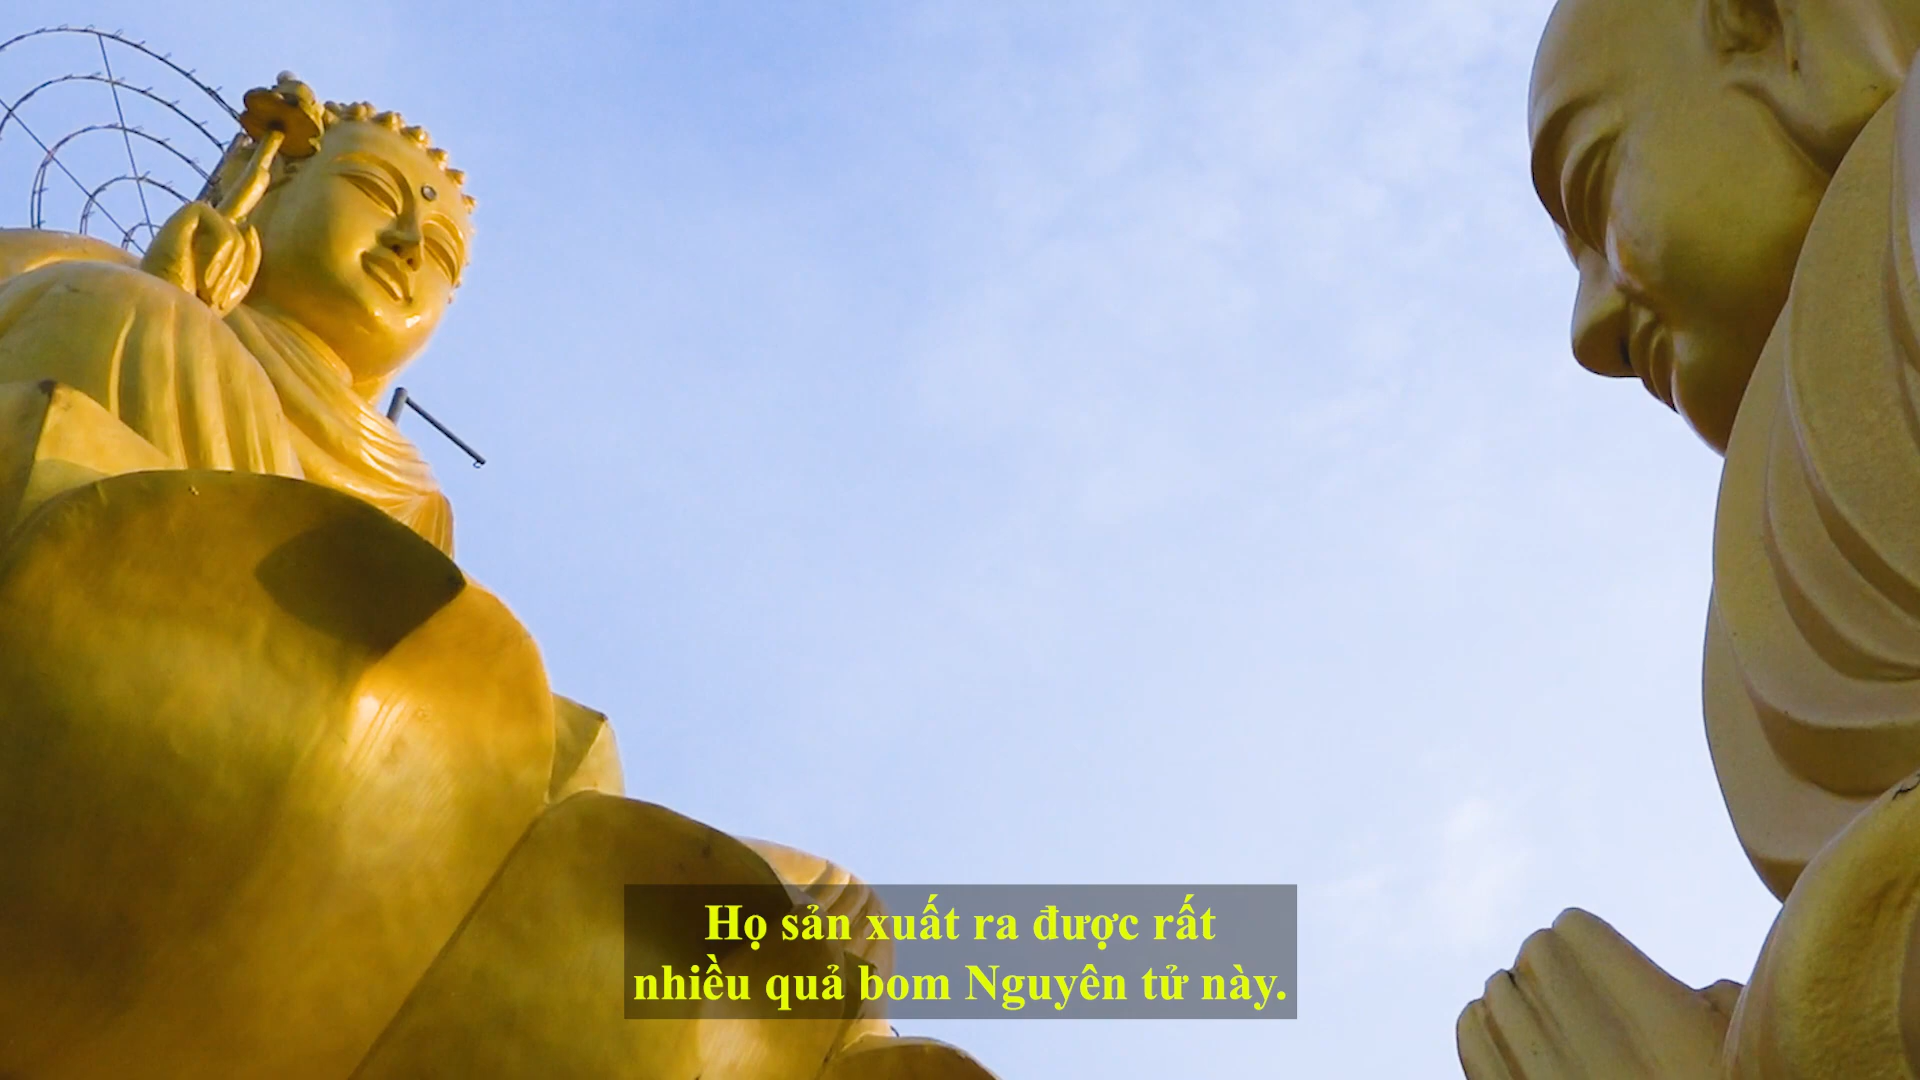 Họ sản xuất ra được rất
nhiều quả bom Nguyên tử này.